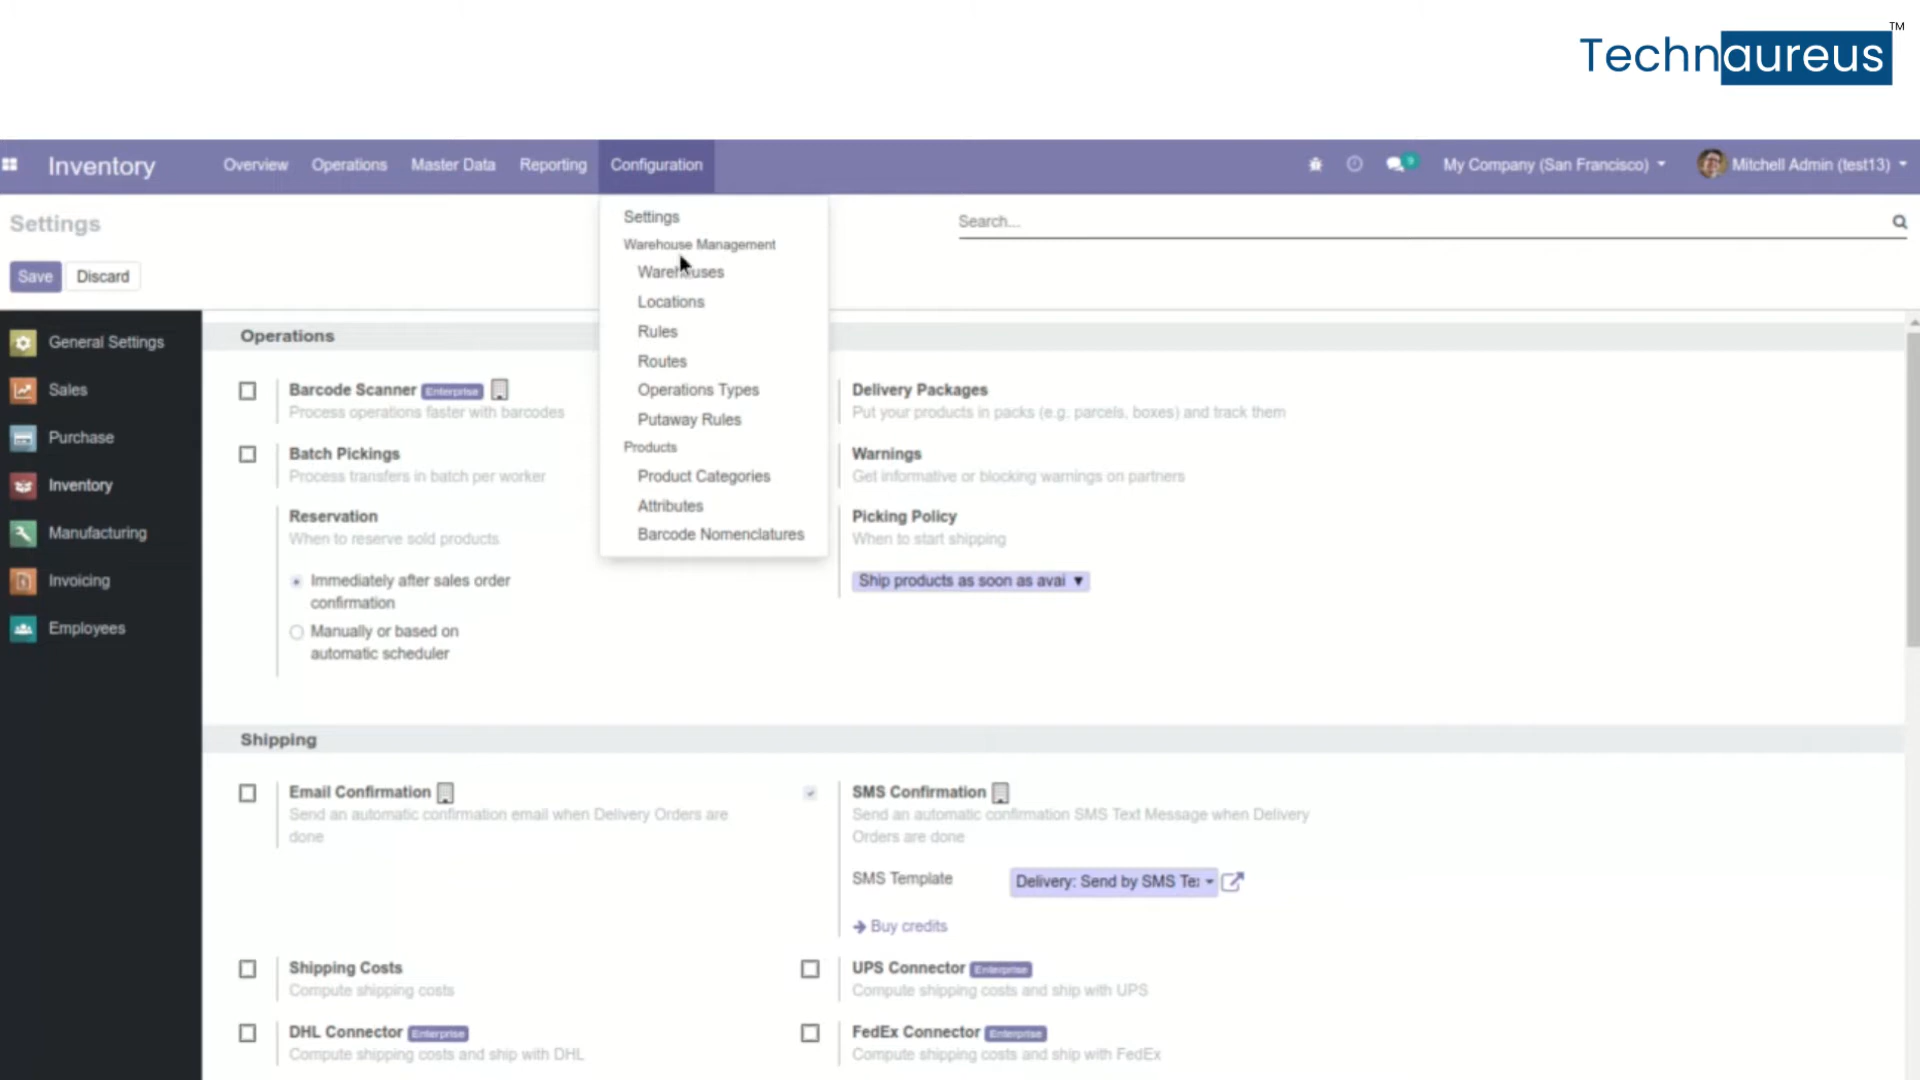 Technaureus
TM
Inventory
Overview
Operations
Master Data
Reporting
Configuration
9
My Company (San Francisco)
Mitchell Admin (test13)
Settings
Search...
Save
Discard
Settings
Warehouse Management
Warehouses
Locations
Rules
Routes
Operations Types
Putaway Rules
Products
Product Categories
Attributes
Barcode Nomenclatures
General Settings
Sales
Purchase
Inventory
Manufacturing
Invoicing
Employees
Operations
Barcode Scanner Enterprise
Process operations faster with barcodes
Delivery Packages
Put your products in packs (e.g. parcels, boxes) and track them
Batch Pickings
Process transfers in batch per worker
Warnings
Get informative or blocking warnings on partners
Reservation
When to reserve sold products
Immediately after sales order
confirmation
Manually or based on
automatic scheduler
Picking Policy
When to start shipping
Ship products as soon as avai
Shipping
Email Confirmation
Send an automatic confirmation email when Delivery Orders are
done
SMS Confirmation
Send an automatic confirmation SMS Text Message when Delivery
Orders are done
SMS Template
Delivery: Send by SMS Te
Buy credits
Shipping Costs
Compute shipping costs
UPS Connector Enterprise
Compute shipping costs and ship with UPS
DHL Connector Enterprise
Compute shipping costs and ship with DHL
FedEx Connector Enterprise
Compute shipping costs and ship with FedEx